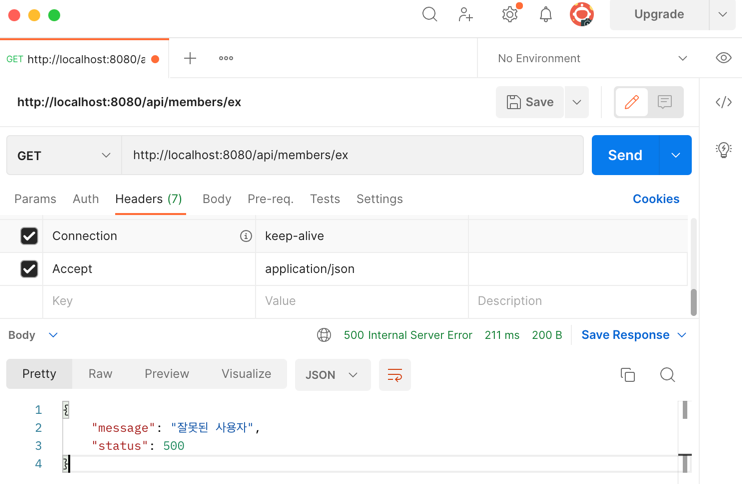 Upgrade
GET http://localhost:8080/a
No Environment
http://localhost:8080/api/members/ex
Save
GET http://localhost:8080/api/members/ex Send
Params Auth Headers (7) Body Pre-req. Tests Settings Cookies
Connection keep-alive
Accept application/json
Key Value Description
Body 500 Internal Server Error 211 ms 200 B Save Response
Pretty Raw Preview Visualize JSON
1 {
2 "message": "잘못된 사용자",
3 "status": 500
4 }